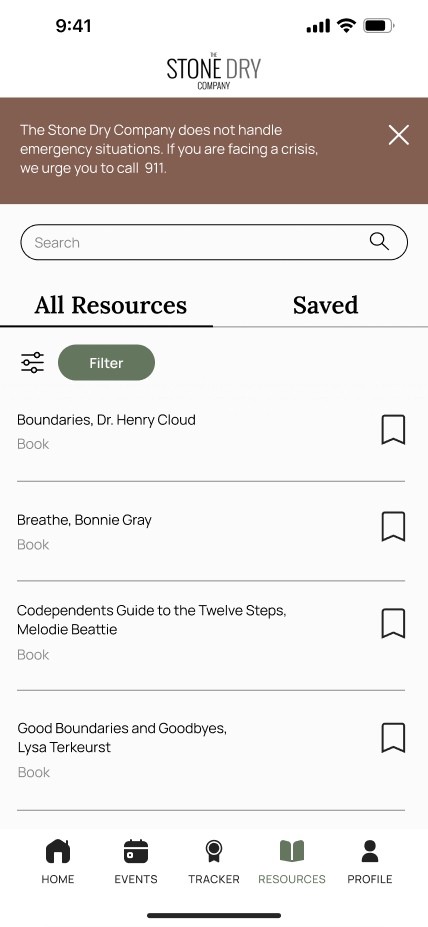 9:41
THE
STONE DRY
COMPANY
The Stone Dry Company does not handle
emergency situations. If you are facing a crisis,
we urge you to call 911.
Search
All Resources
Saved
Filter
Boundaries, Dr. Henry Cloud
Book
Breathe, Bonnie Gray
Book
Codependents Guide to the Twelve Steps,
Melodie Beattie
Book
Good Boundaries and Goodbyes,
Lysa Terkeurst
Book
HOME
EVENTS
TRACKER
RESOURCES
PROFILE